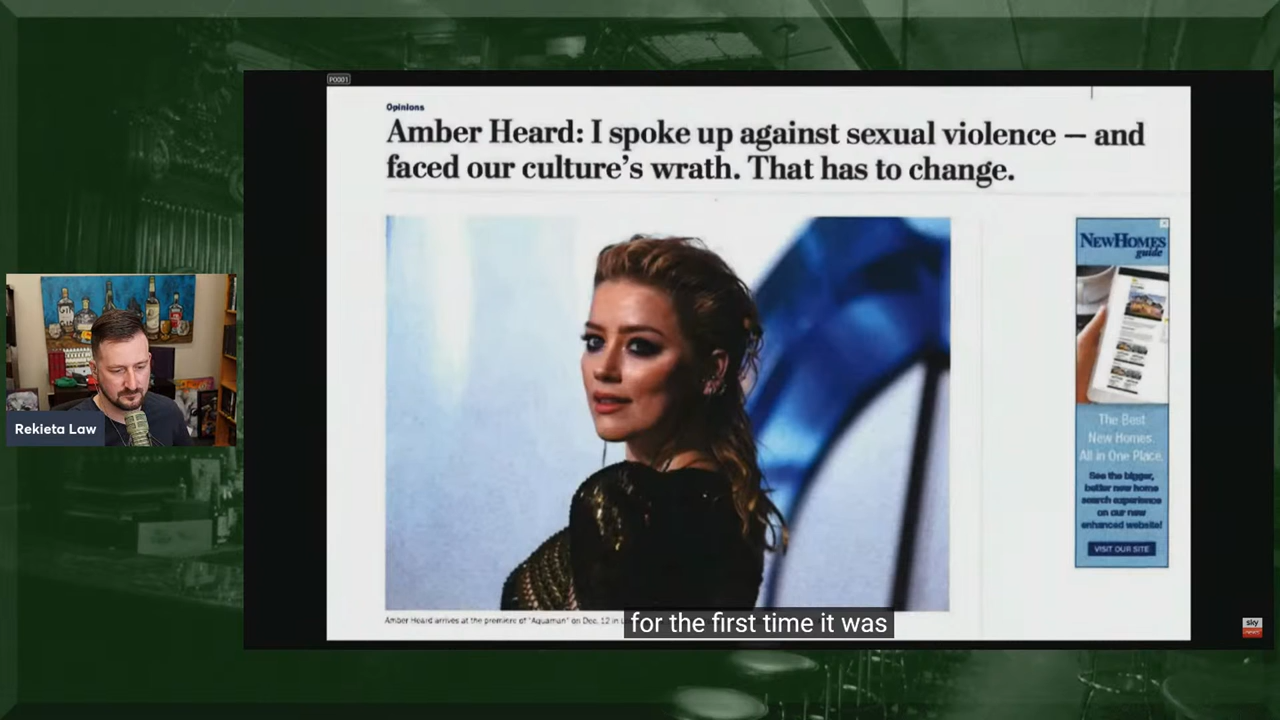 P0001
Opinions
Amber Heard: I spoke up against sexual violence — and
faced our culture's wrath. That has to change.
NEWHOMES
guide
The Best
New Homes.
All in One Place.
See the bigger,
better new home
search experience
on our new
enhanced website!
VISIT OUR SITE
Rekieta Law
Amber Heard arrives at the premiere of "Aquaman" on Dec. 12 in
for the first time it was
sky
news